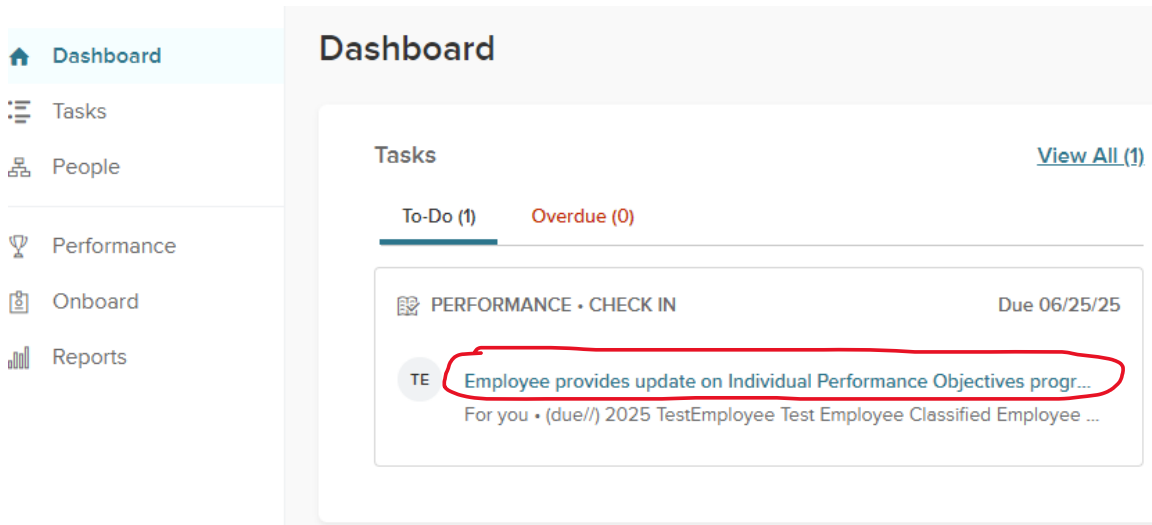 Dashboard
Tasks
People
Performance
Onboard
Reports
Dashboard
Tasks
View All (1)
To-Do (1) Overdue (0)
PERFORMANCE • CHECK IN Due 06/25/25
TE
Employee provides update on Individual Performance Objectives progr...
For you • (due//) 2025 TestEmployee Test Employee Classified Employee ...